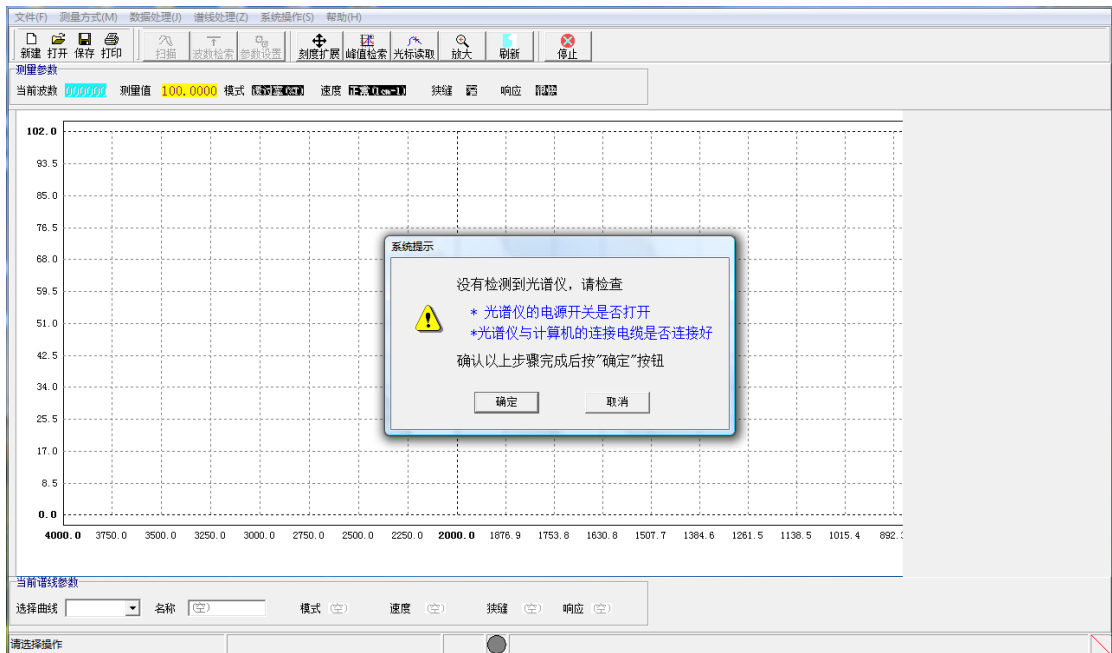 文件(F) 测量方式(M) 数据处理(J) 谱线处理(Z) 系统操作(S) 帮助(H)
新建 打开 保存 打印 扫描 波数检索 参数设置 刻度扩展 峰值检索 光标读取 放大 刷新 停止
测量参数
当前波数 000000 测量值 100.0000 模式 透过率(%T) 速度 正常(1cm-1) 狭缝 响应
102.0
93.5
85.0
76.5
68.0
59.5
51.0
42.5
34.0
25.5
17.0
8.5
0.0
系统提示
没有检测到光谱仪，请检查
* 光谱仪的电源开关是否打开
*光谱仪与计算机的连接电缆是否连接好
确认以上步骤完成后按"确定"按钮
确定 取消
4000.0 3750.0 3500.0 3250.0 3000.0 2750.0 2500.0 2250.0 2000.0 1876.9 1753.8 1630.8 1507.7 1384.6 1261.5 1138.5 1015.4 892.
当前谱线参数
选择曲线 名称 (空) 模式 (空) 速度 (空) 狭缝 (空) 响应 (空)
请选择操作